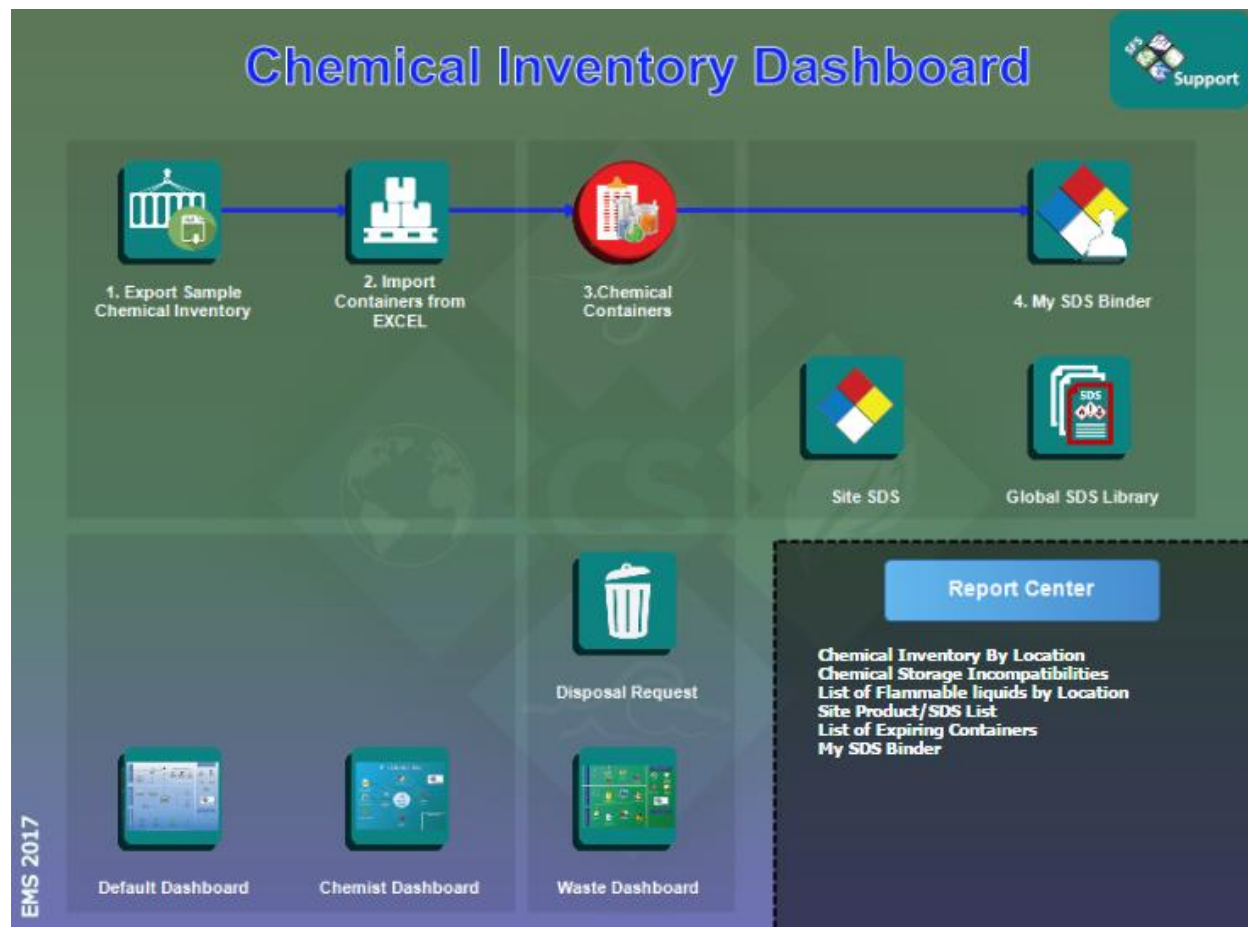 Chemical Inventory Dashboard
SFS
Support
1. Export Sample
Chemical Inventory
2. Import
Containers from
EXCEL
3.Chemical
Containers
4. My SDS Binder
SDS
Site SDS
Global SDS Library
CS
Disposal Request
Report Center
Chemical Inventory By Location
Chemical Storage Incompatibilities
List of Flammable liquids by Location
Site Product/SDS List
List of Expiring Containers
My SDS Binder
Default Dashboard
Chemist Dashboard
Waste Dashboard
EMS 2017